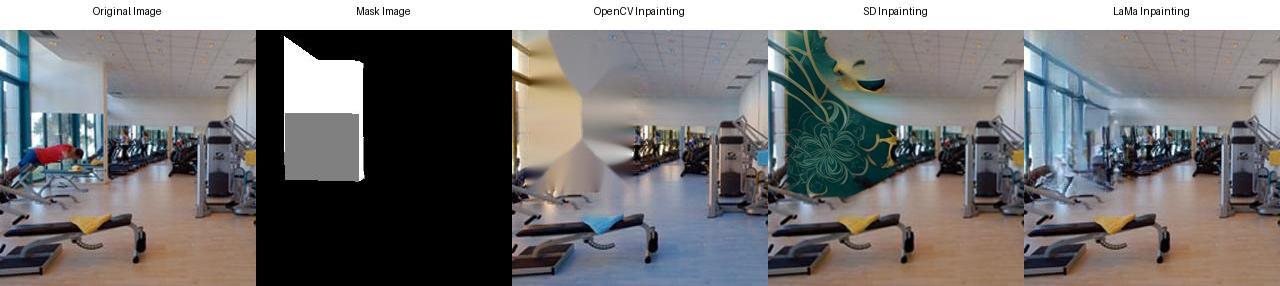 Original Image
Mask Image
OpenCV Inpainting
SD Inpainting
LaMa Inpainting